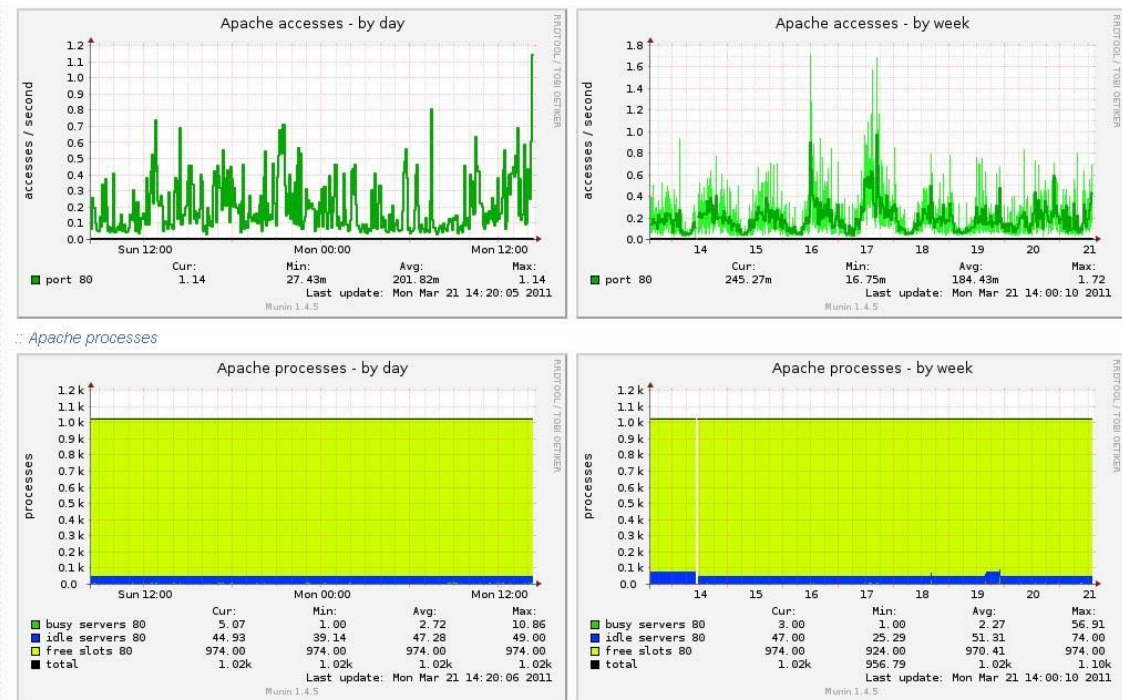 Apache accesses - by day
RRDTOOL / TOBI OETIKER
accesses / second
1.2
1.1
1.0
0.9
0.8
0.7
0.6
0.5
0.4
0.3
0.2
0.1
0.0
Sun 12:00 Mon 00:00 Mon 12:00
Cur: Min: Avg: Max:
port 80 1.14 27.43m 201.82m 1.14
Last update: Mon Mar 21 14:20:05 2011
Munin 1.4.5
Apache accesses - by week
RRDTOOL / TOBI OETIKER
accesses / second
1.8
1.6
1.4
1.2
1.0
0.8
0.6
0.4
0.2
0.0
14 15 16 17 18 19 20 21
Cur: Min: Avg: Max:
port 80 245.27m 16.75m 184.43m 1.72
Last update: Mon Mar 21 14:00:10 2011
Munin 1.4.5
:: Apache processes
Apache processes - by day
RRDTOOL / TOBI OETIKER
processes
1.2 k
1.1 k
1.0 k
0.9 k
0.8 k
0.7 k
0.6 k
0.5 k
0.4 k
0.3 k
0.2 k
0.1 k
0.0
Sun 12:00 Mon 00:00 Mon 12:00
Cur: Min: Avg: Max:
busy servers 80 5.07 1.00 2.72 10.86
idle servers 80 44.93 39.14 47.28 49.00
free slots 80 974.00 974.00 974.00 974.00
total 1.02k 1.02k 1.02k 1.02k
Last update: Mon Mar 21 14:20:06 2011
Munin 1.4.5
Apache processes - by week
RRDTOOL / TOBI OETIKER
processes
1.2 k
1.1 k
1.0 k
0.9 k
0.8 k
0.7 k
0.6 k
0.5 k
0.4 k
0.3 k
0.2 k
0.1 k
0.0
14 15 16 17 18 19 20 21
Cur: Min: Avg: Max:
busy servers 80 3.00 1.00 2.27 56.91
idle servers 80 47.00 25.29 51.31 74.00
free slots 80 974.00 924.00 970.41 974.00
total 1.02k 956.79 1.02k 1.10k
Last update: Mon Mar 21 14:00:10 2011
Munin 1.4.5